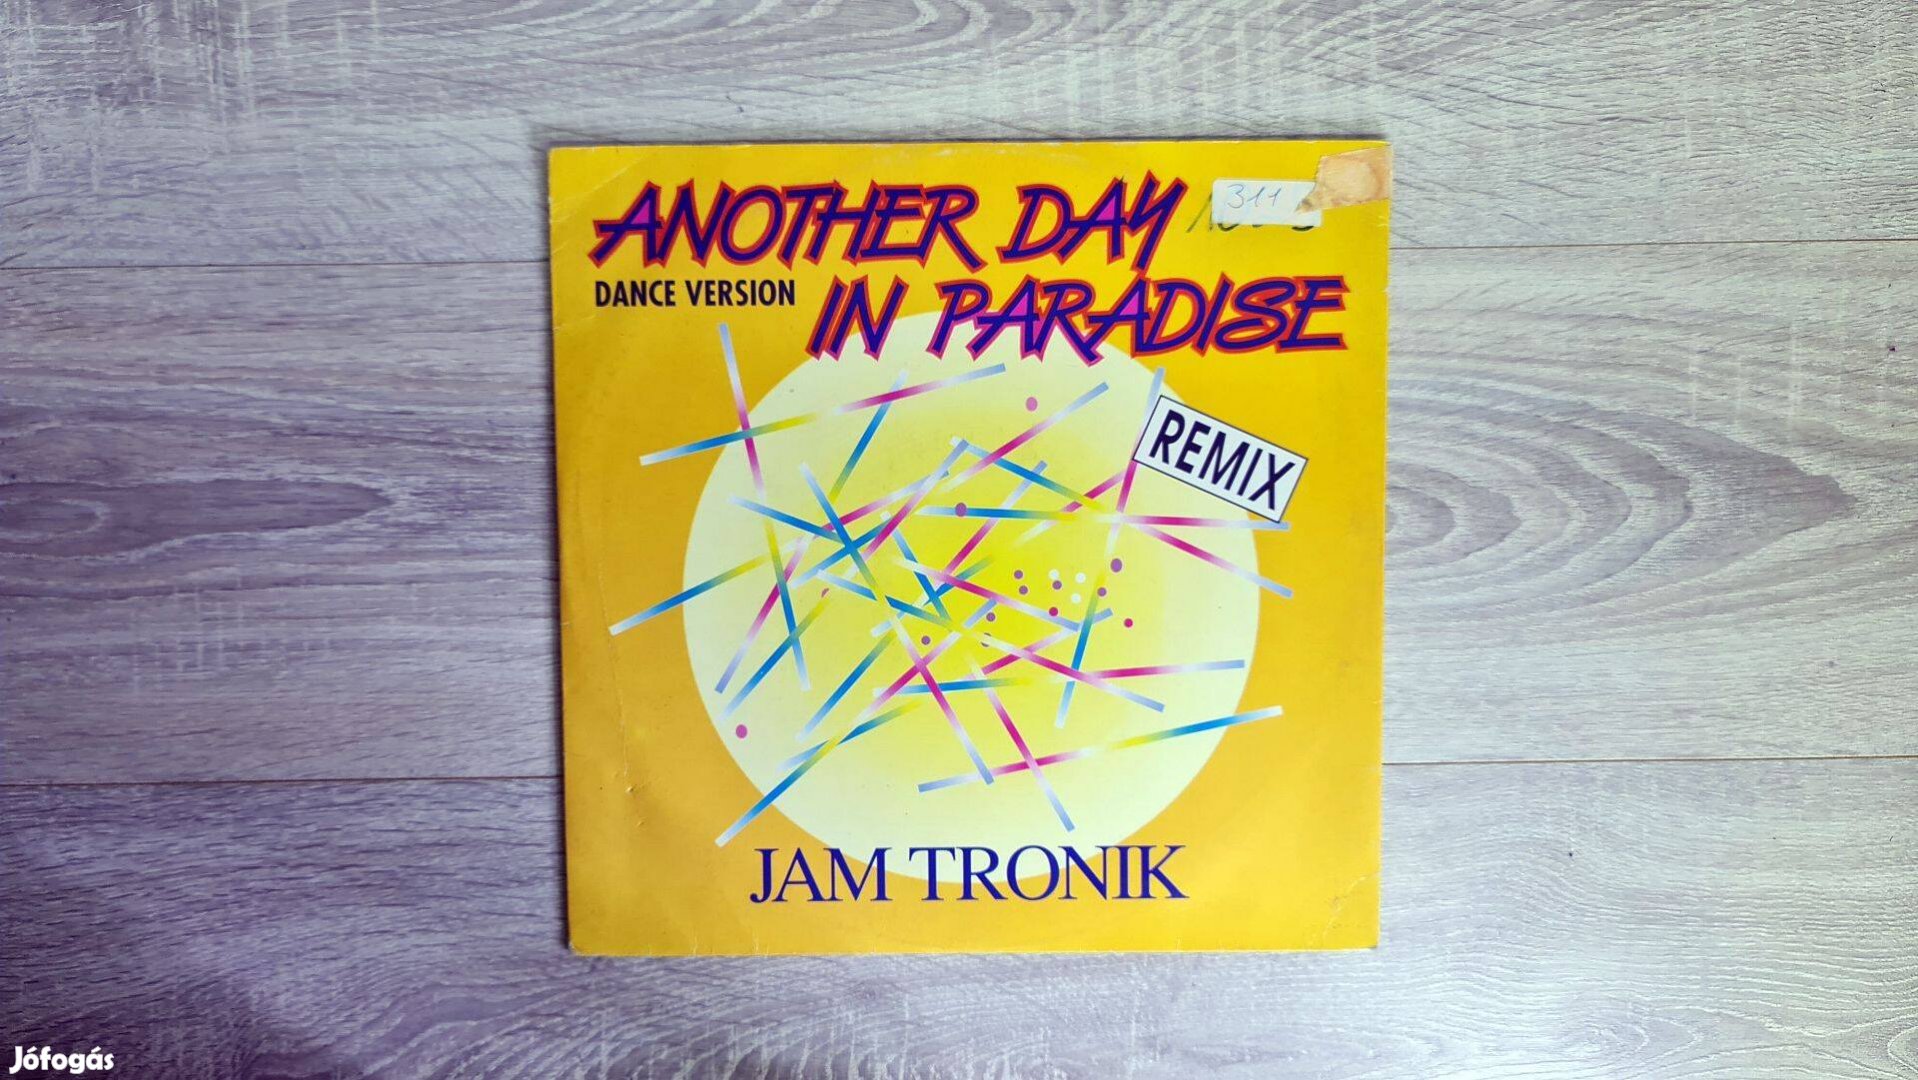 ANOTHER DAY
311
DANCE VERSION
IN PARADISE
REMIX
JAM TRONIK
Jófogás